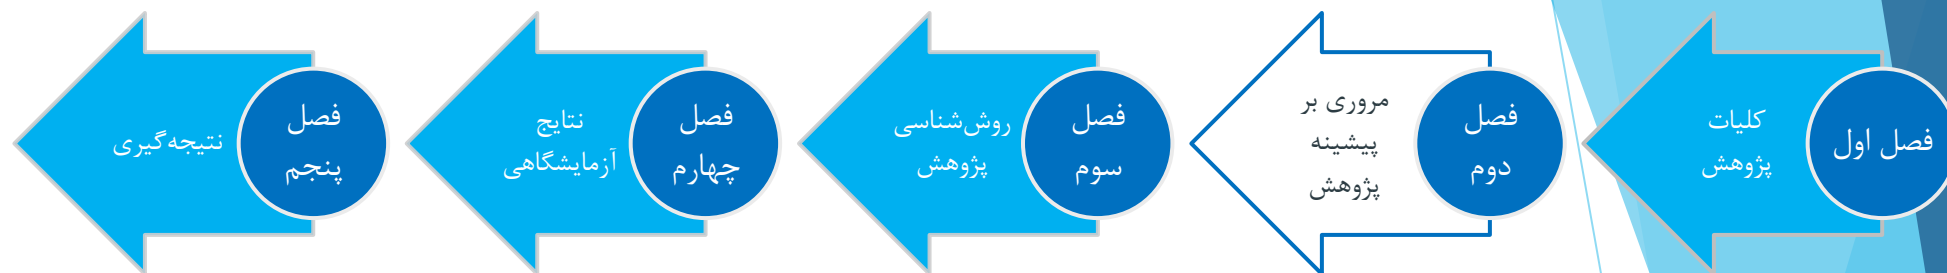 فصل اول
کلیات
پژوهش
فصل
دوم
مروری بر
پیشینه
پژوهش
فصل
سوم
روش‌شناسی
پژوهش
فصل
چهارم
نتایج
آزمایشگاهی
فصل
پنجم
نتیجه‌گیری